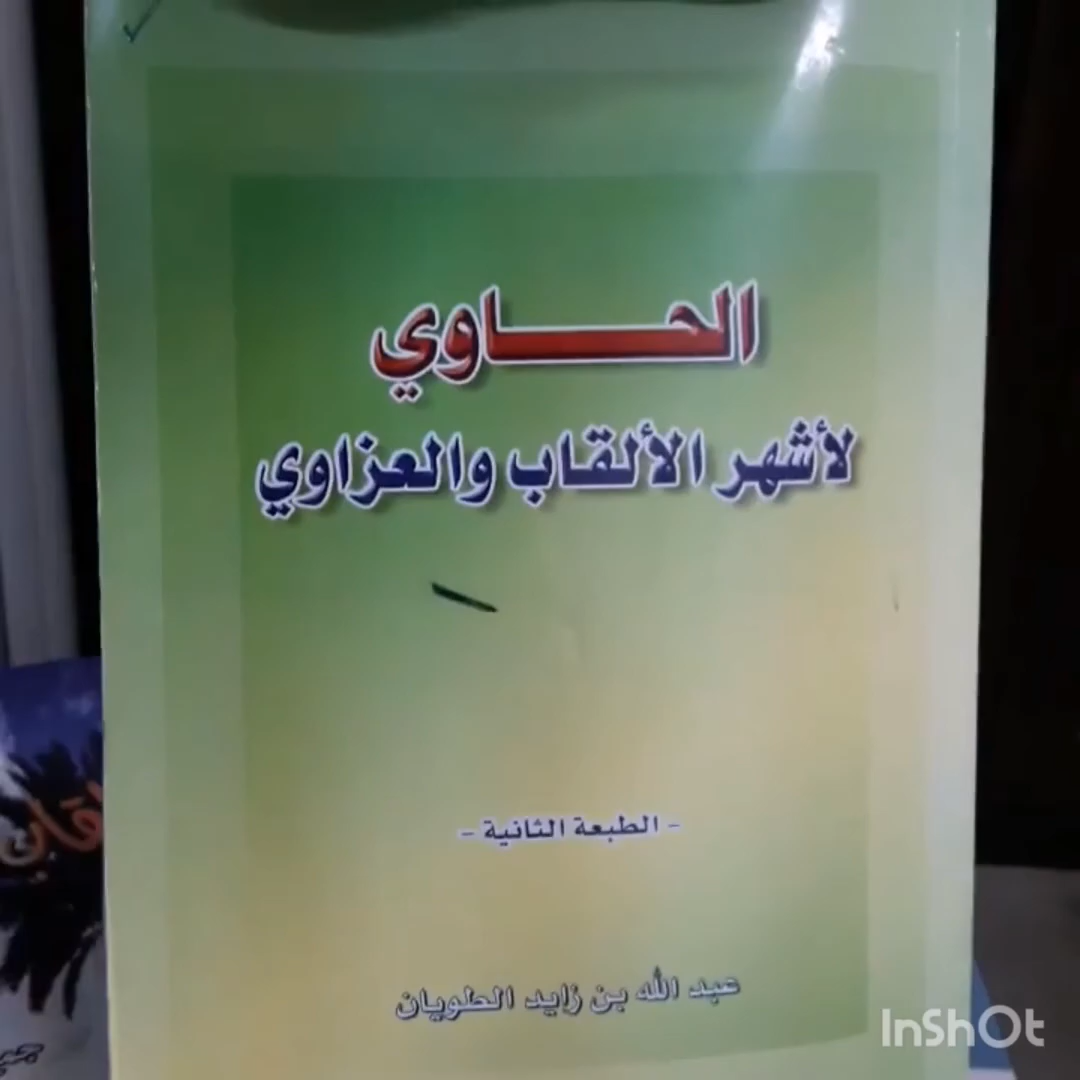 الحاوي
لأشهر الألقاب والعزاوي
- الطبعة الثانية -
عبد الله بن زايد الطويان
InShOt